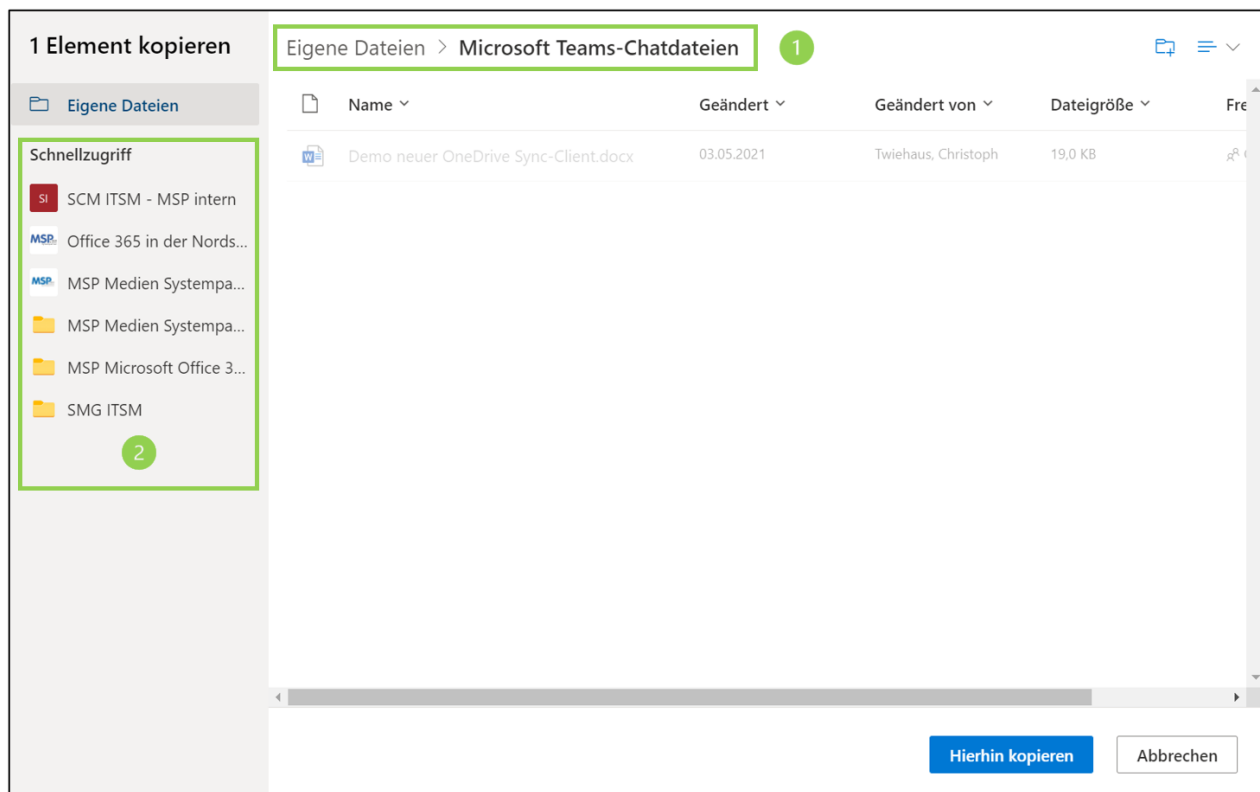 1 Element kopieren
Eigene Dateien > Microsoft Teams-Chatdateien
1
Eigene Dateien
Name
Geändert
Geändert von
Dateigröße
Fre
Schnellzugriff
Demo neuer OneDrive Sync-Client.docx
03.05.2021
Twiehaus, Christoph
19,0 KB
SI
SCM ITSM - MSP intern
MSP
Office 365 in der Nords...
MSP
MSP Medien Systempa...
MSP Medien Systempa...
MSP Microsoft Office 3...
SMG ITSM
2
Hierhin kopieren
Abbrechen